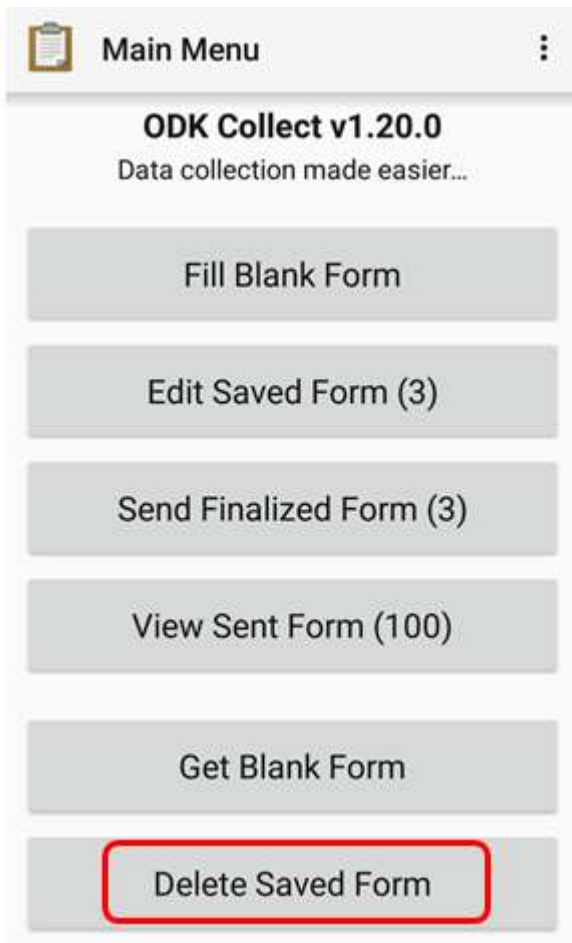 Main Menu
ODK Collect v1.20.0
Data collection made easier...
Fill Blank Form
Edit Saved Form (3)
Send Finalized Form (3)
View Sent Form (100)
Get Blank Form
Delete Saved Form